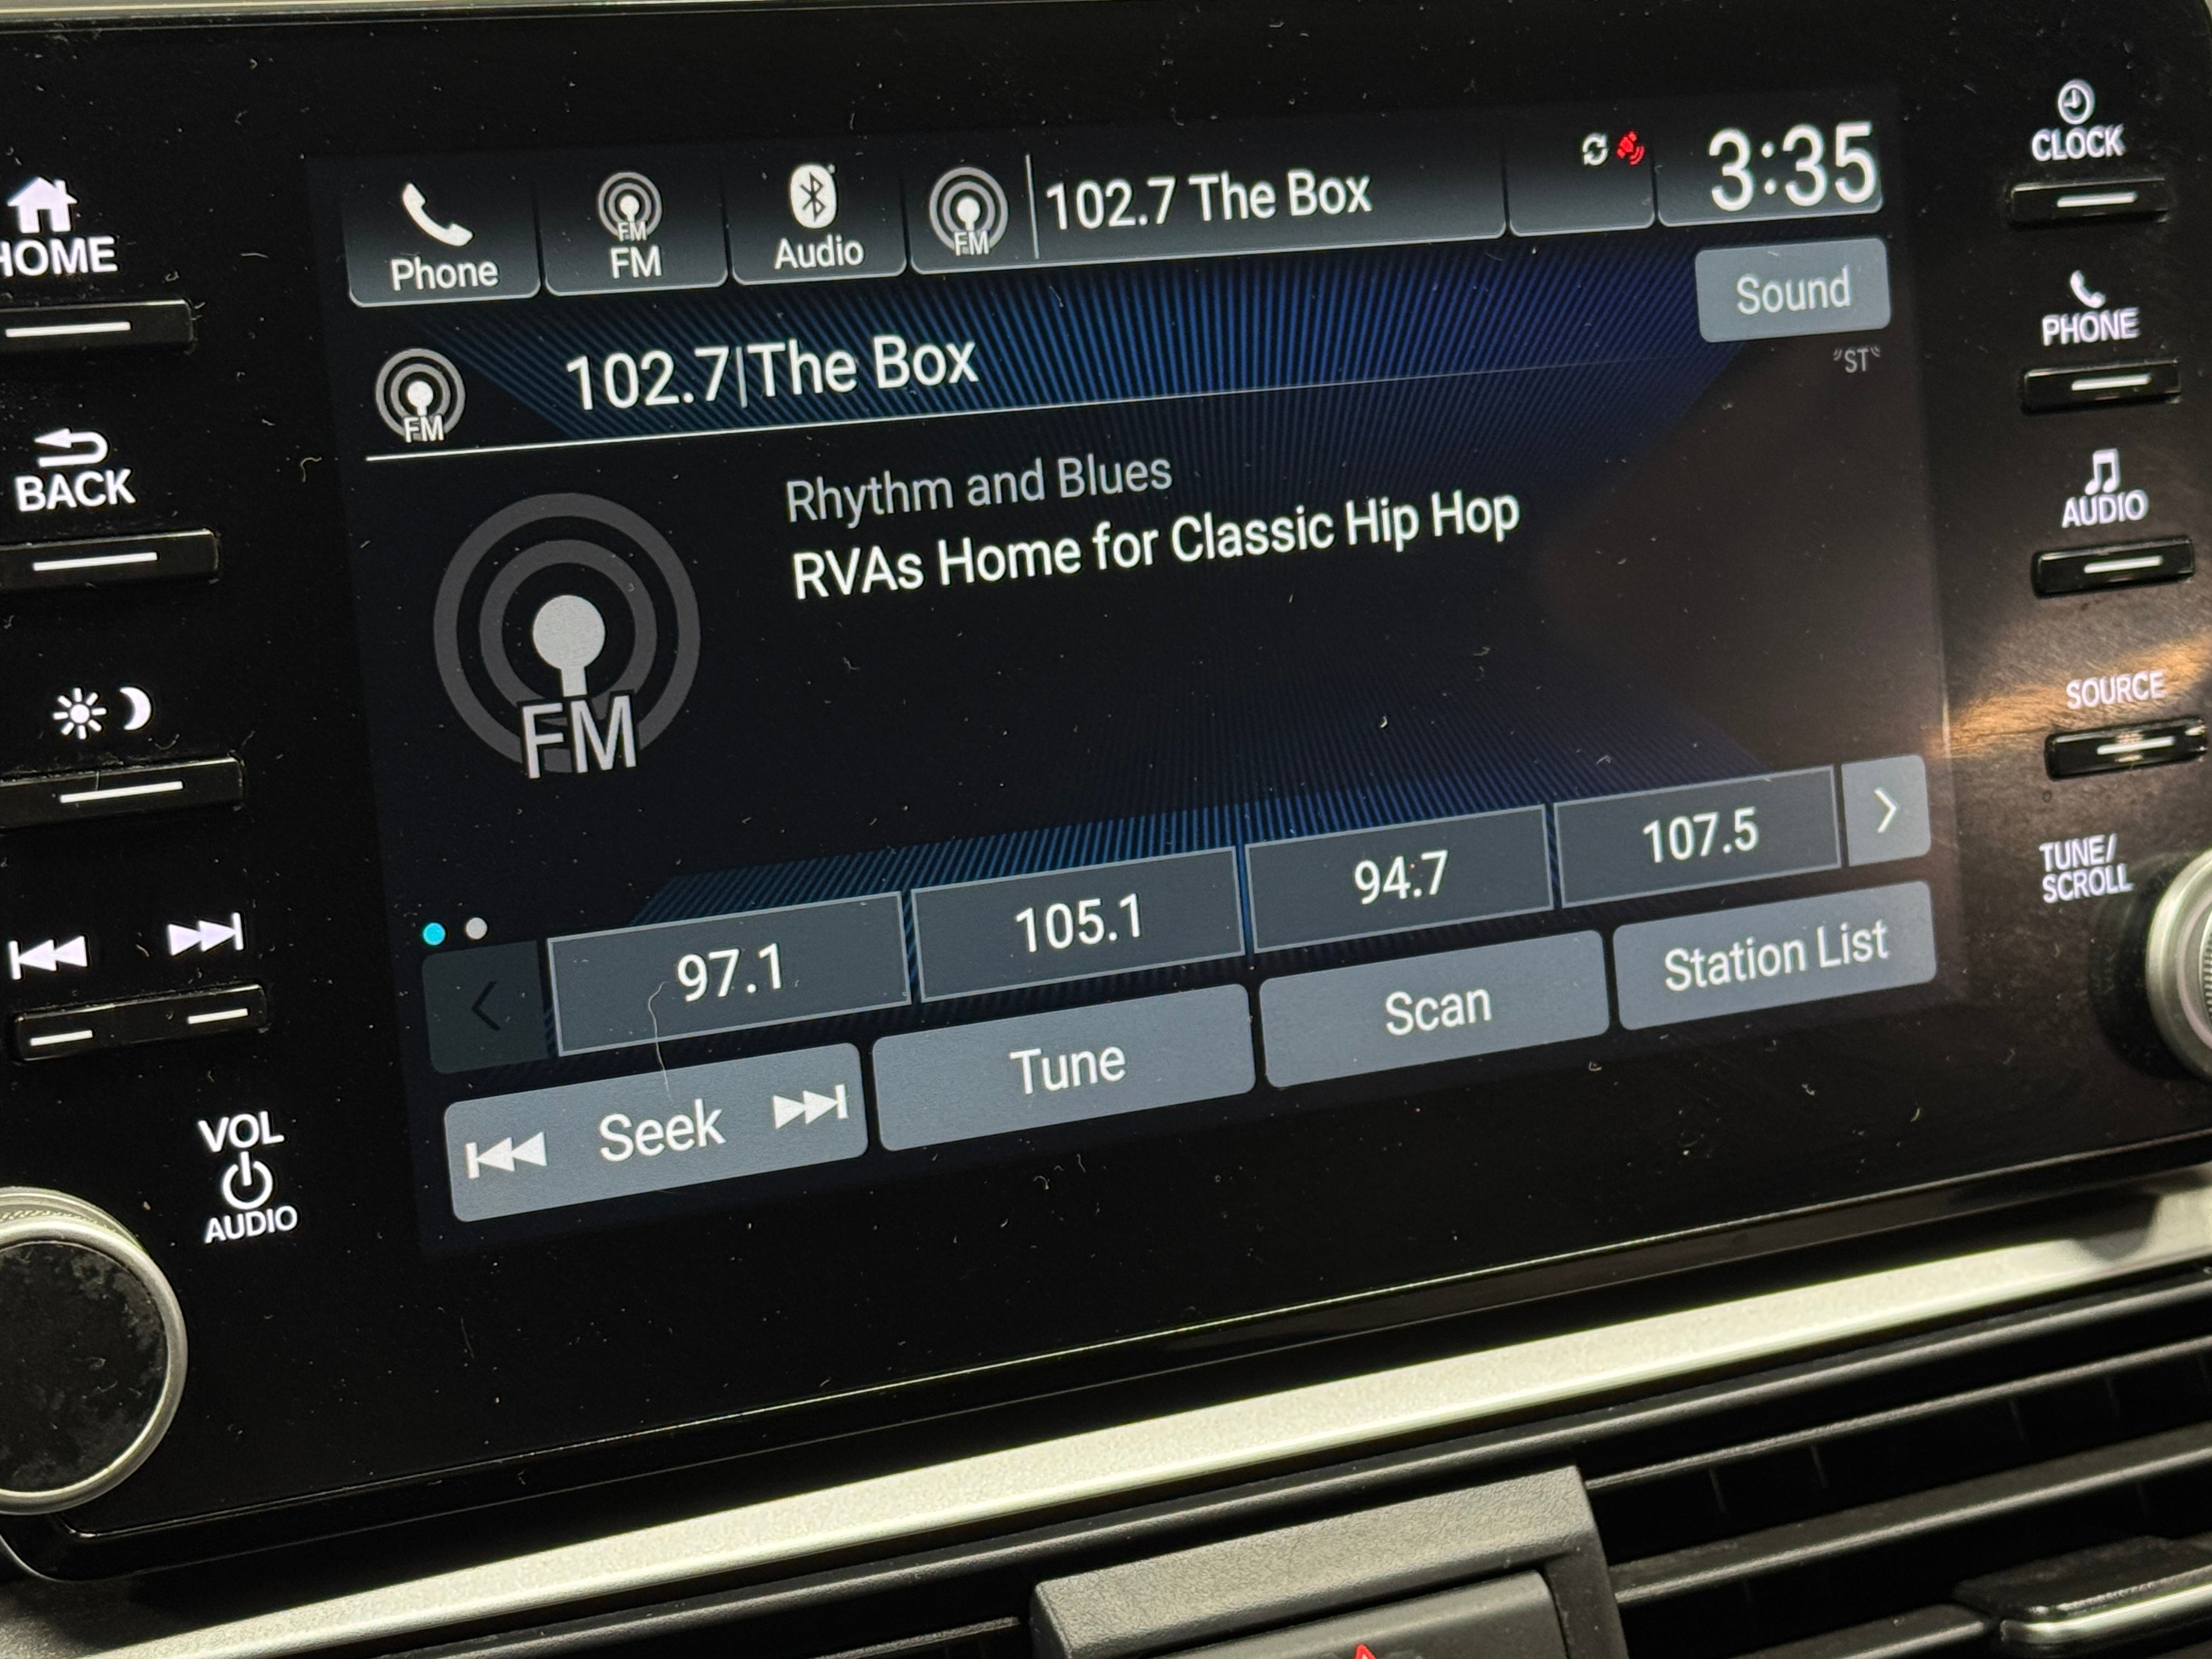 HOME
BACK
VOL
AUDIO
Phone
FM
FM
Audio
FM
102.7 The Box
3:35
Sound
FM
102.7|The Box
"ST"
Rhythm and Blues
RVAs Home for Classic Hip Hop
FM
97.1
105.1
94.7
107.5
Seek
Tune
Scan
Station List
CLOCK
PHONE
AUDIO
SOURCE
TUNE/
SCROLL